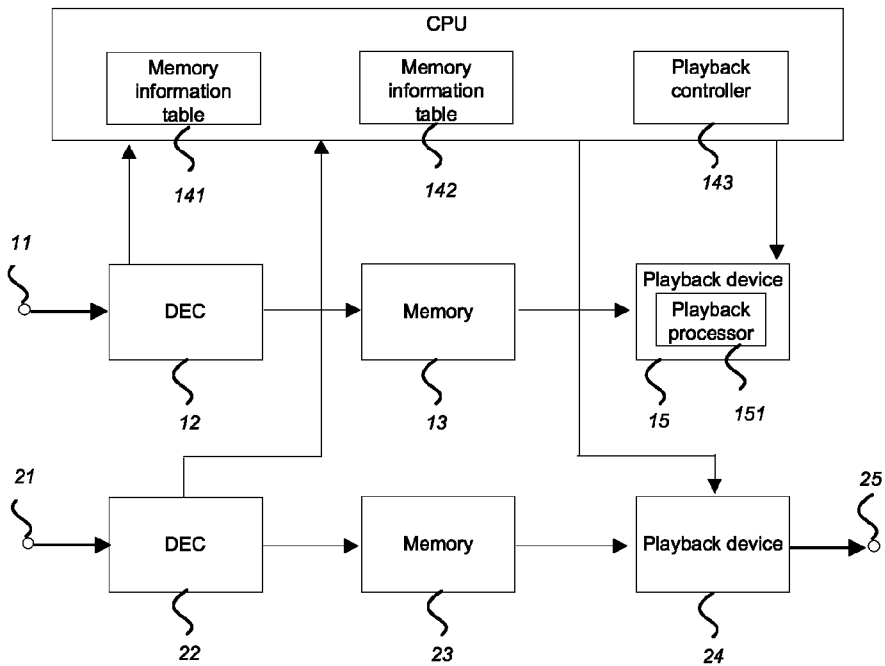 CPU
Memory
information
table
Memory
information
table
Playback
controller
141
142
143
11
DEC
Memory
Playback device
Playback
processor
12
13
15
151
21
25
DEC
Memory
Playback device
22
23
24